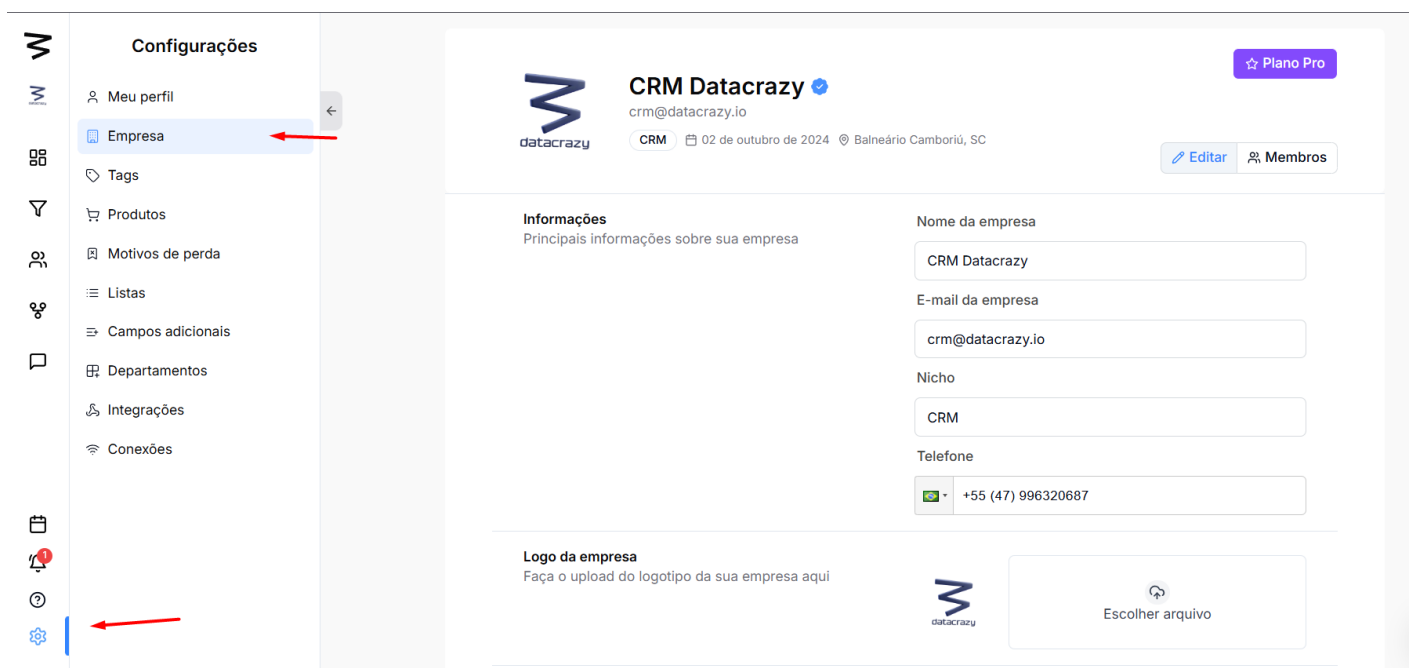 Configurações
Meu perfil
Empresa
Tags
Produtos
Motivos de perda
Listas
Campos adicionais
Departamentos
Integrações
Conexões
1
Plano Pro
datacrazy
CRM Datacrazy
crm@datacrazy.io
CRM 02 de outubro de 2024 Balneário Camboriú, SC
Editar Membros
Informações
Principais informações sobre sua empresa
Nome da empresa
CRM Datacrazy
E-mail da empresa
crm@datacrazy.io
Nicho
CRM
Telefone
+55 (47) 996320687
Logo da empresa
Faça o upload do logotipo da sua empresa aqui
datacrazy
Escolher arquivo